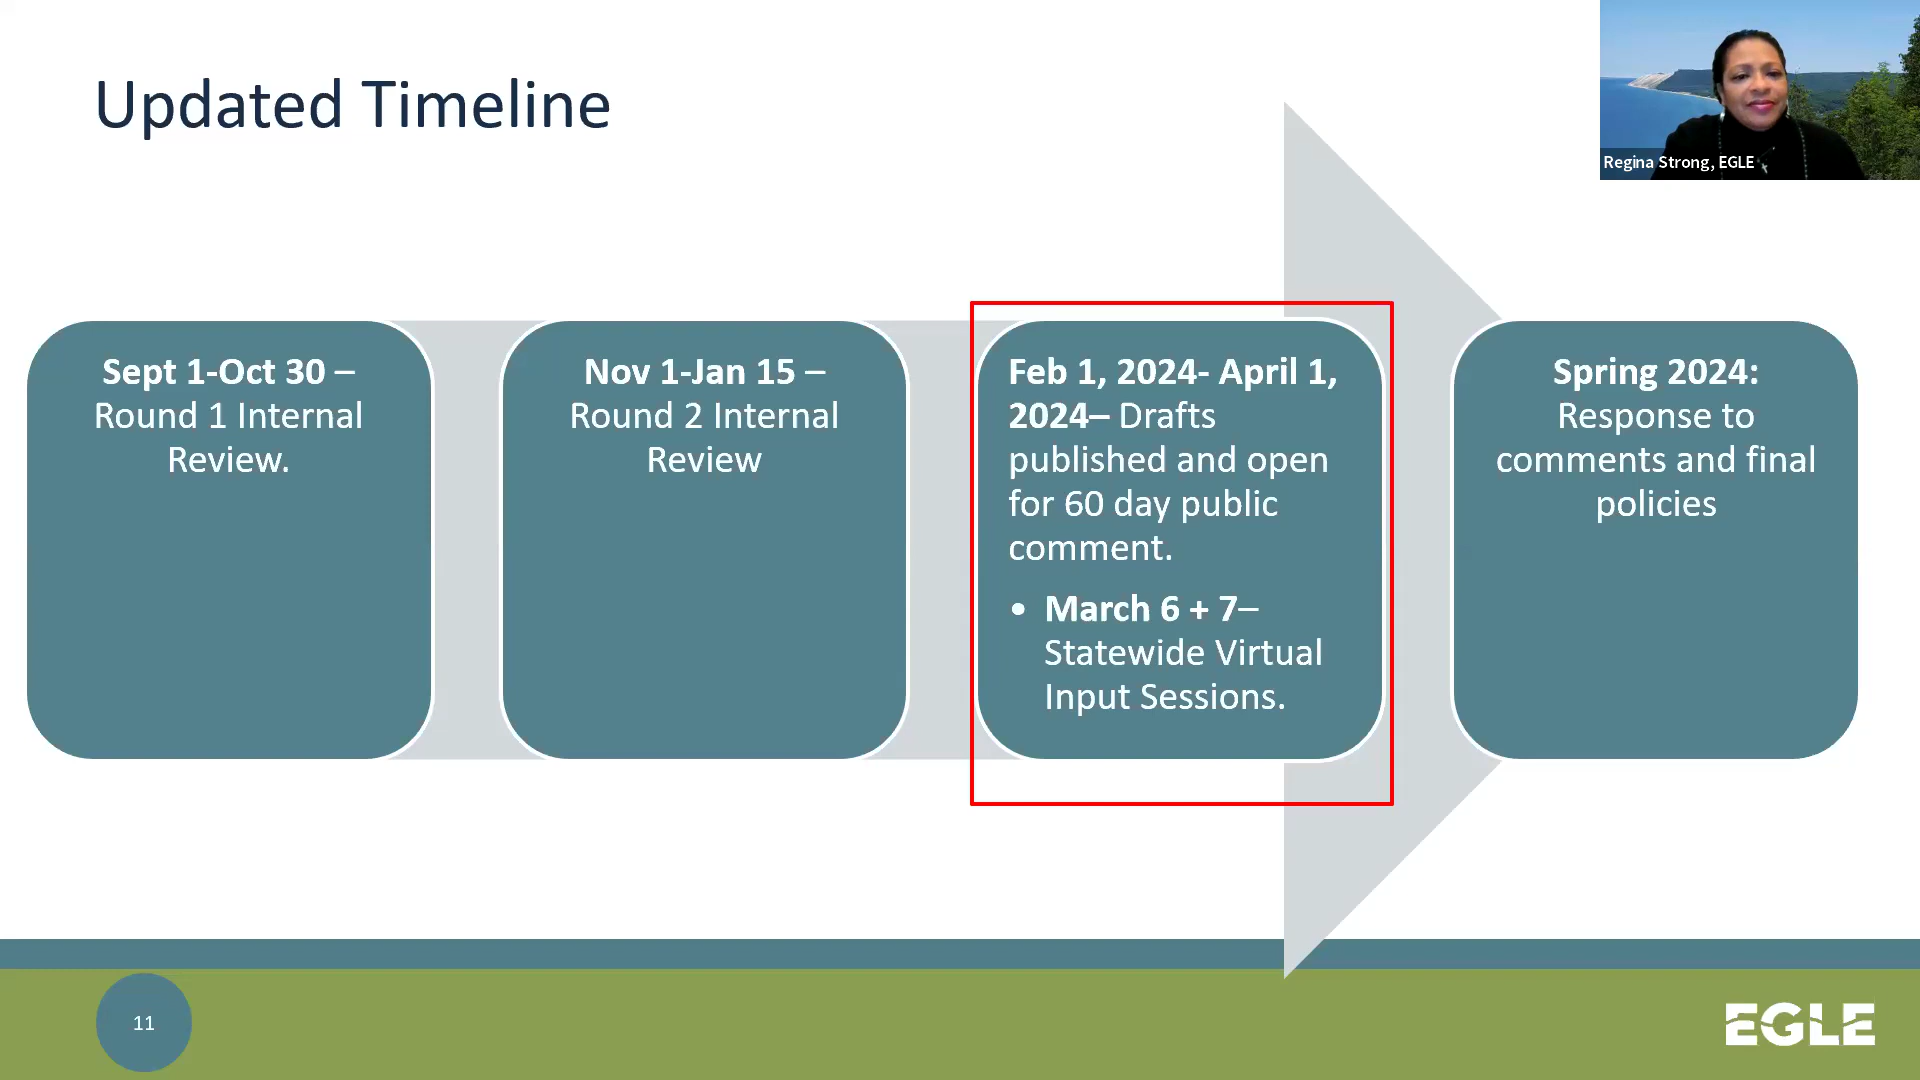 Updated Timeline
Regina Strong, EGLE
Sept 1-Oct 30 –
Round 1 Internal
Review.
Nov 1-Jan 15 –
Round 2 Internal
Review
Feb 1, 2024- April 1,
2024– Drafts
published and open
for 60 day public
comment.
• March 6 + 7–
Statewide Virtual
Input Sessions.
Spring 2024:
Response to
comments and final
policies
11
EGLE